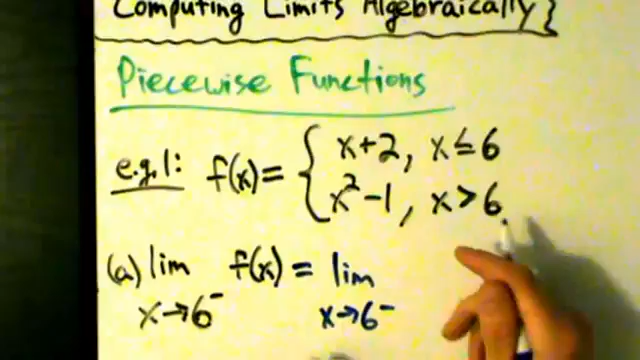 Computing Limits Algebraically
Piecewise Functions
e.g.1: f(x) = { x+2, x ≤ 6
x² - 1, x > 6
(a) lim f(x) = lim
x→6⁻ x→6⁻